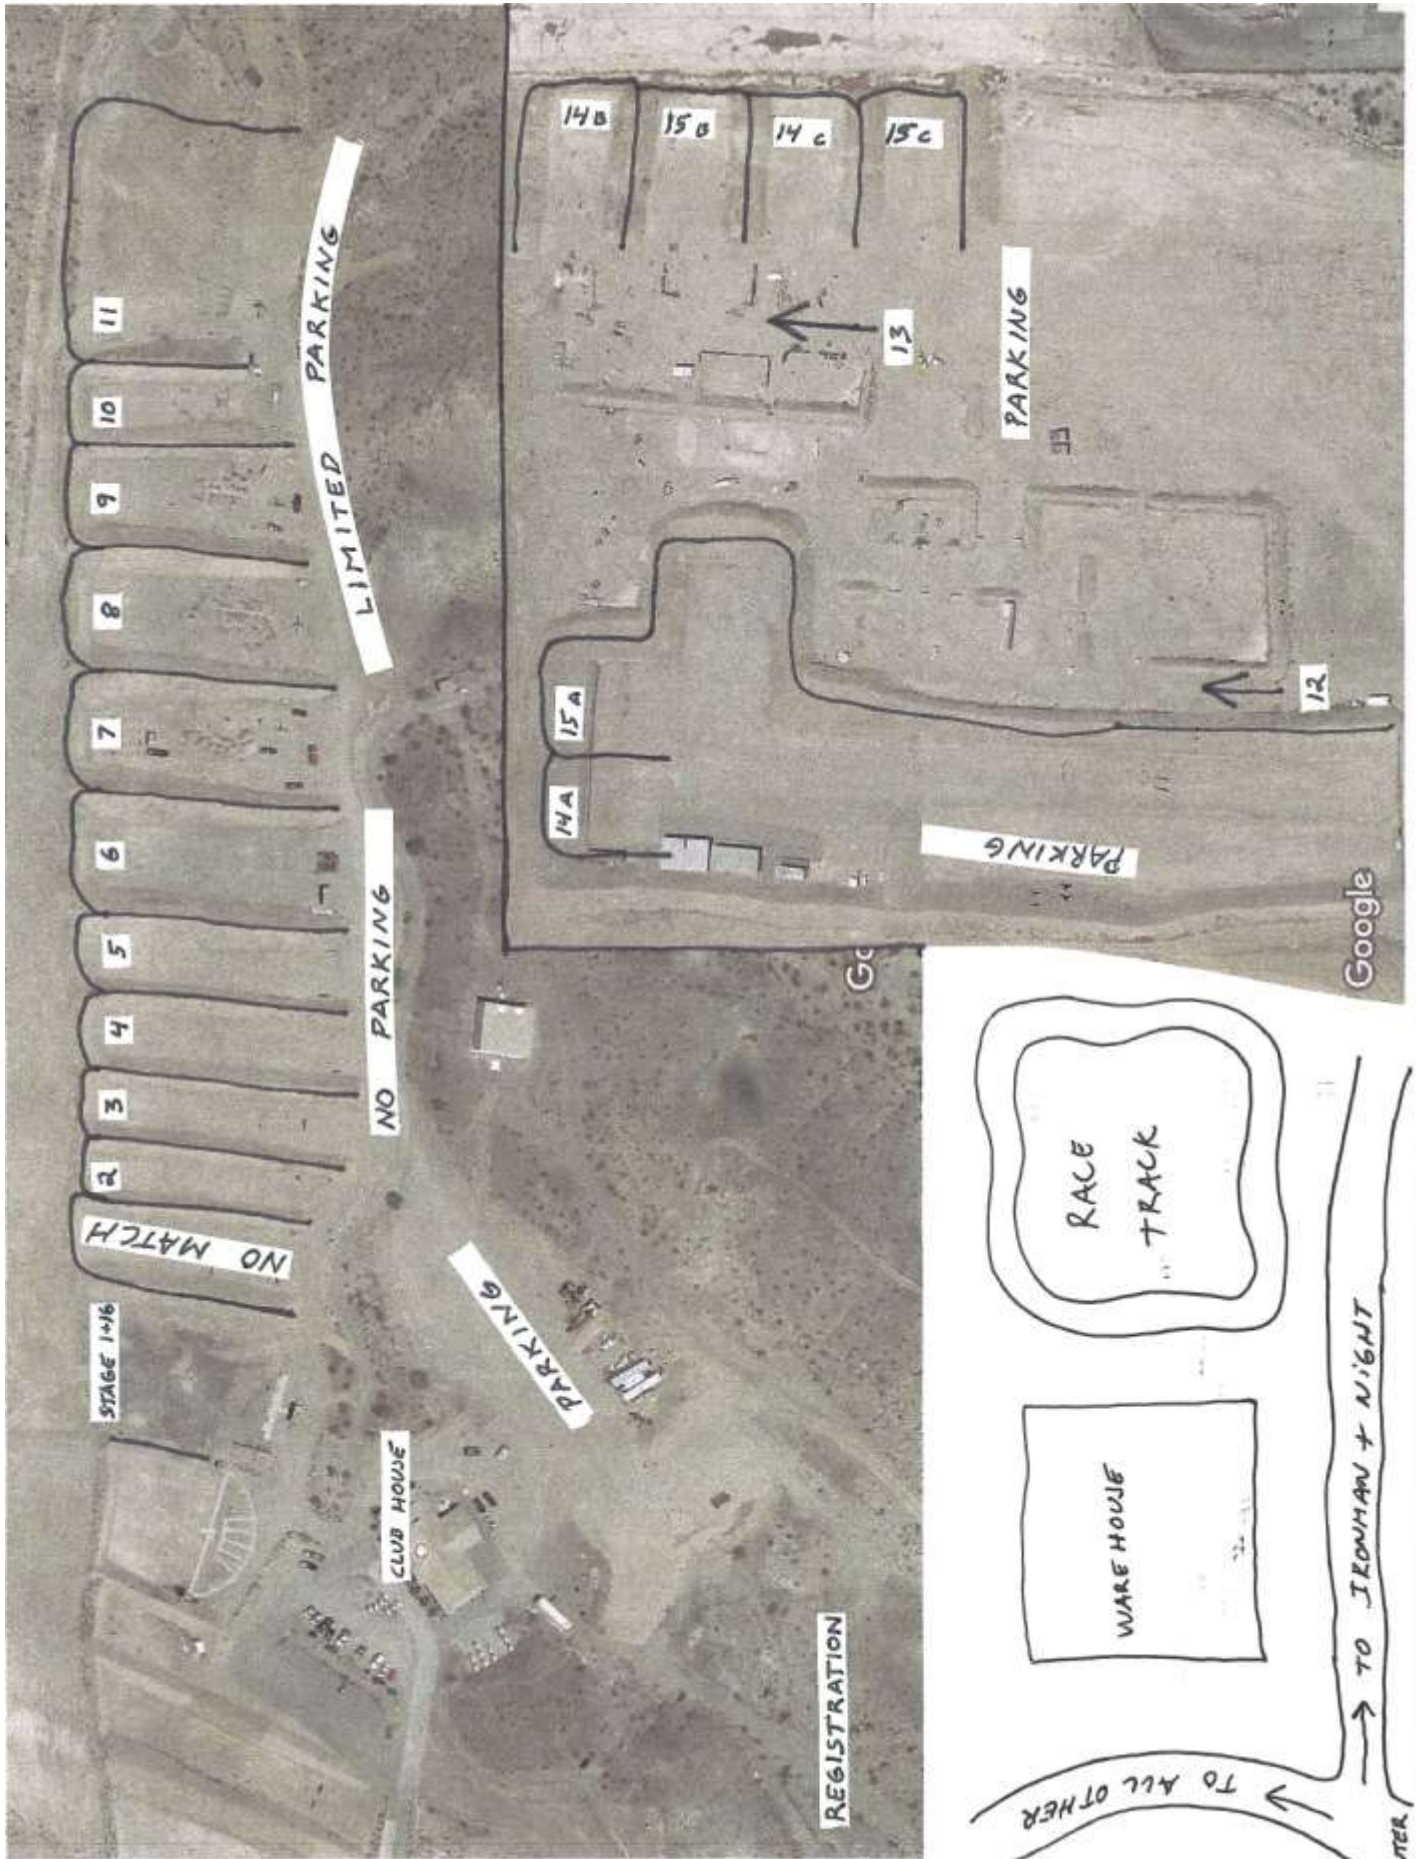 STAGE 1+16
NO MATCH
2
3
4
5
6
7
8
9
10
11
CLUB HOUSE
PARKING
NO PARKING
LIMITED PARKING
REGISTRATION
14A
15A
14B
15B
14C
15C
13
12
PARKING
PARKING
Google
WAREHOUSE
RACE
TRACK
TO ALL OTHER
TO IRONMAN + NIGHT